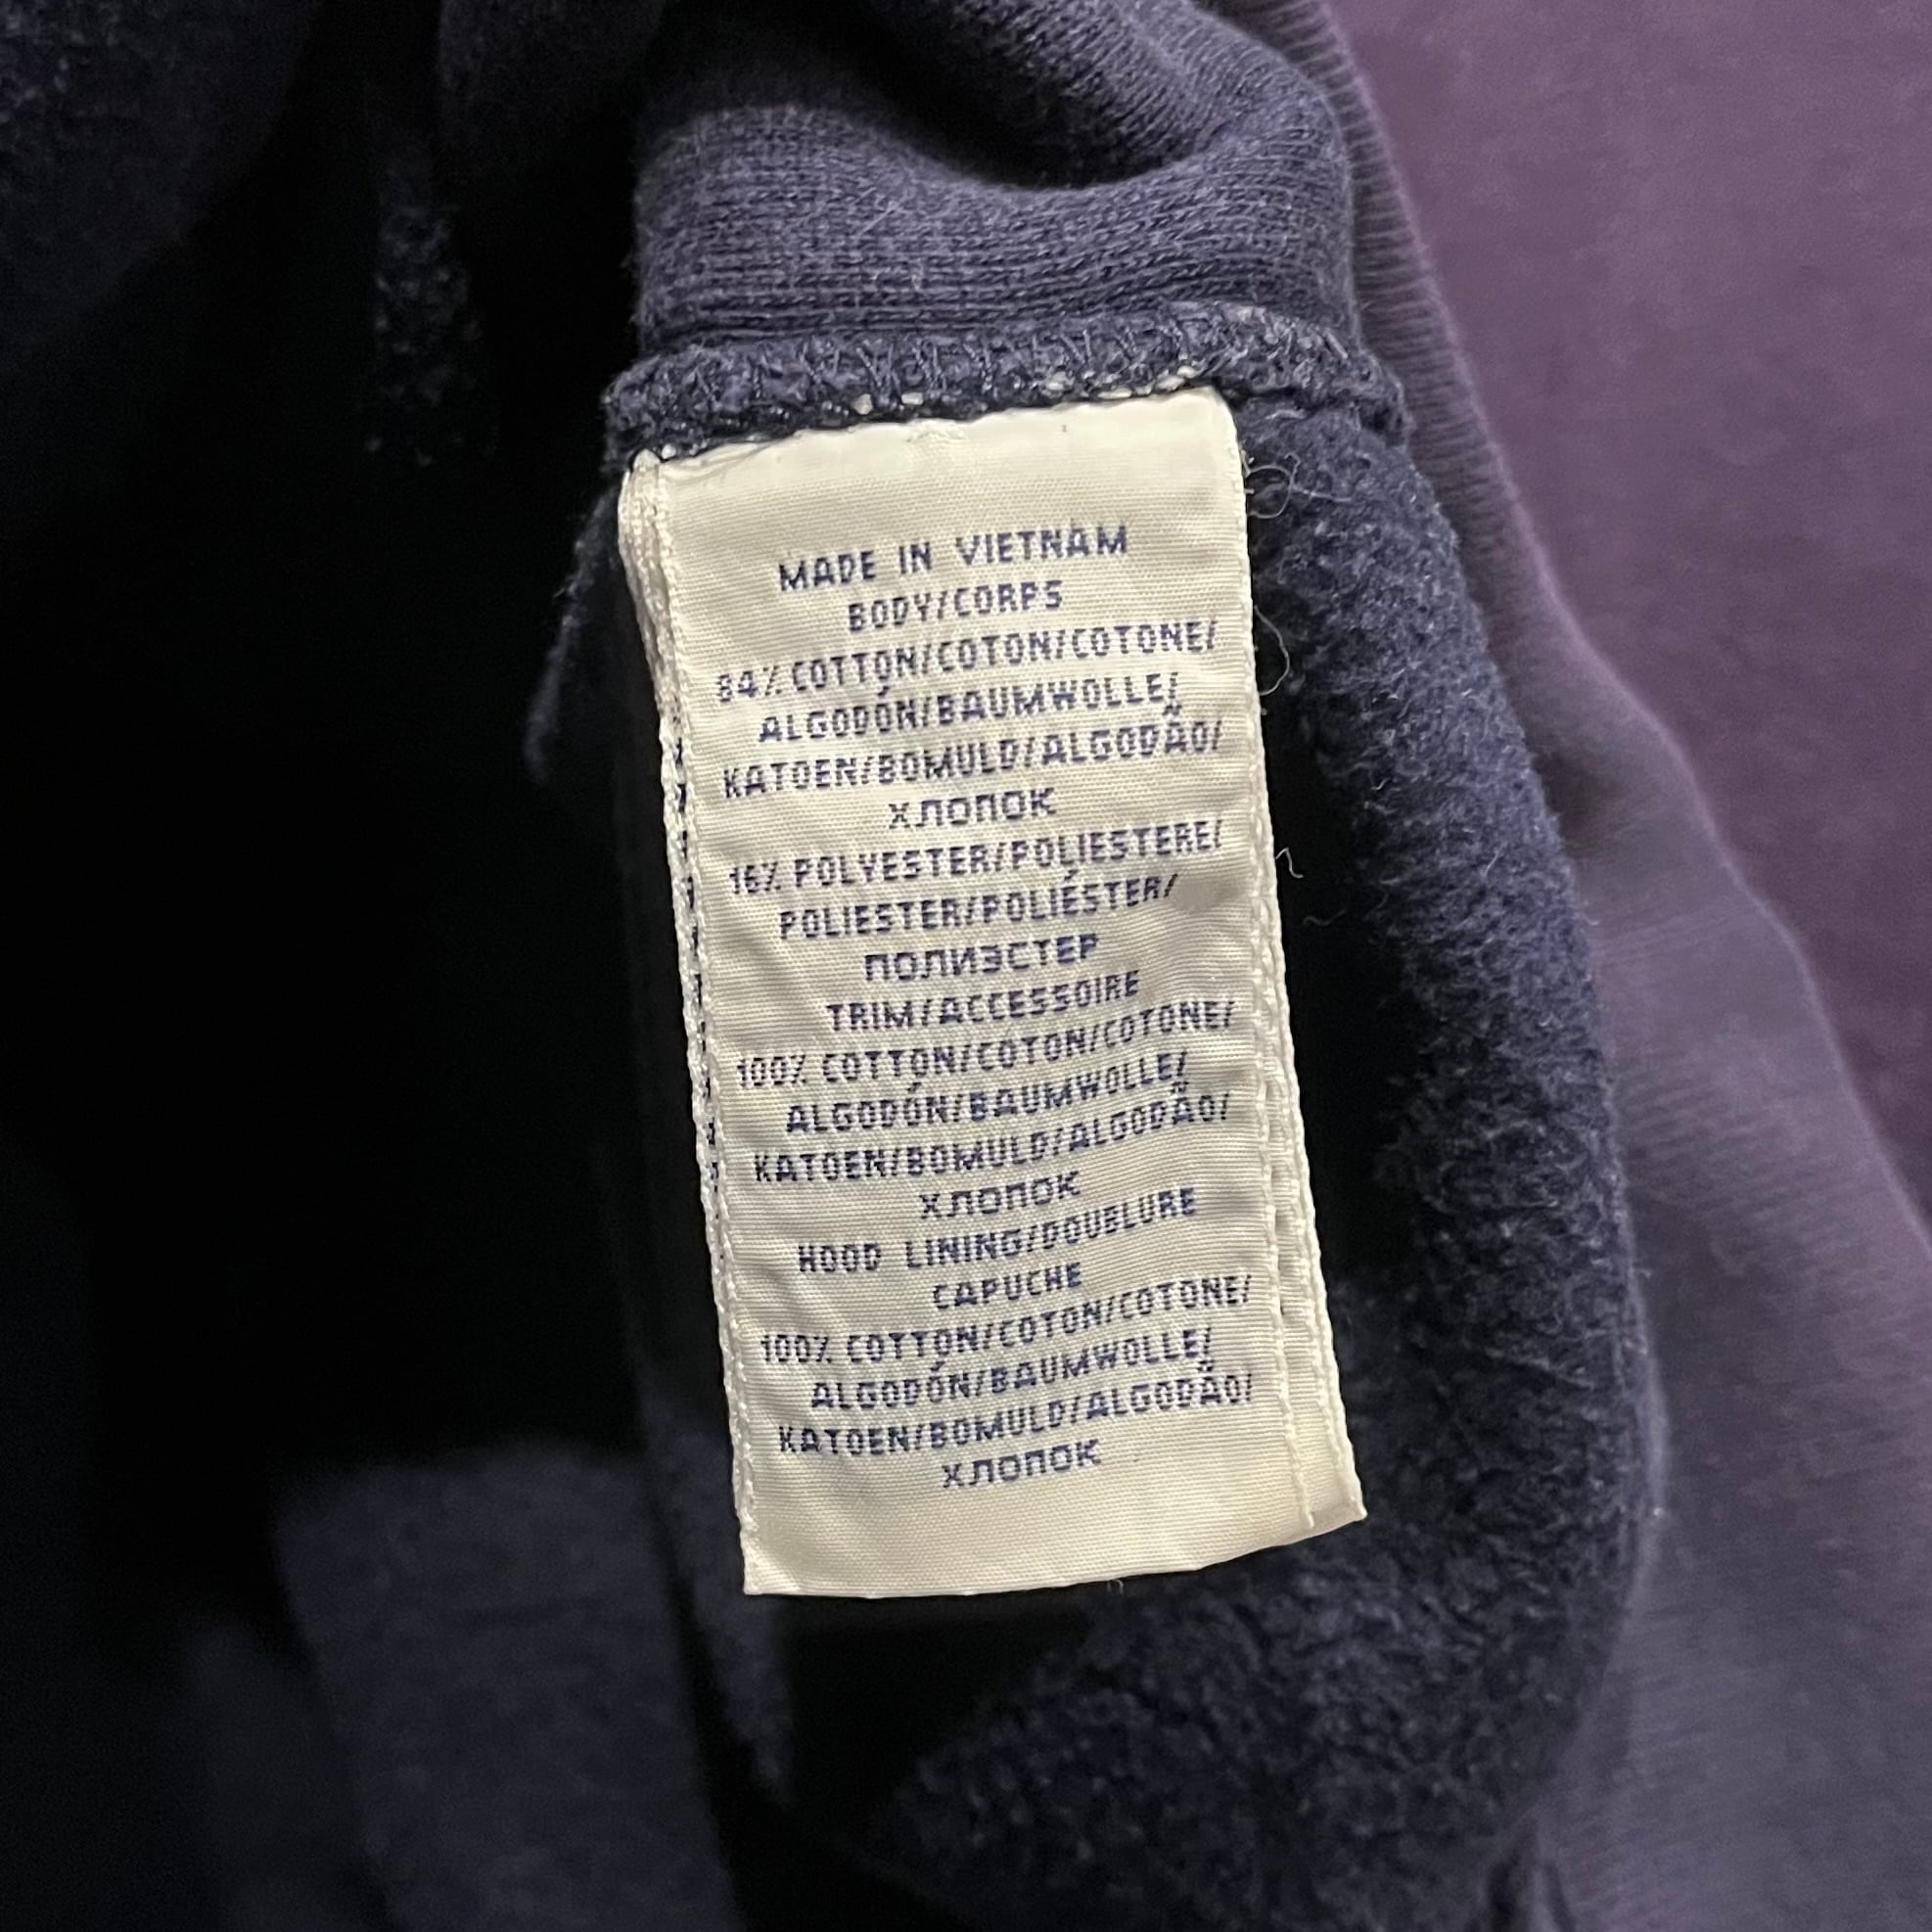 MADE IN VIETNAM
BODY/CORPS
84% COTTON/COTON/COTONE/
ALGODÓN/BAUMWOLLE/
KATOEN/BOMULD/ALGODÃO/
ХЛОПОК
16% POLYESTER/POLIESTERE/
POLIESTER/POLIÉSTER/
ПОЛИЭСТЕР
TRIM/ACCESSOIRE
100% COTTON/COTON/COTONE/
ALGODÓN/BAUMWOLLE/
KATOEN/BOMULD/ALGODÃO/
ХЛОПОК
HOOD LINING/DOUBLURE
CAPUCHE
100% COTTON/COTON/COTONE/
ALGODÓN/BAUMWOLLE/
KATOEN/BOMULD/ALGODÃO/
ХЛОПОК